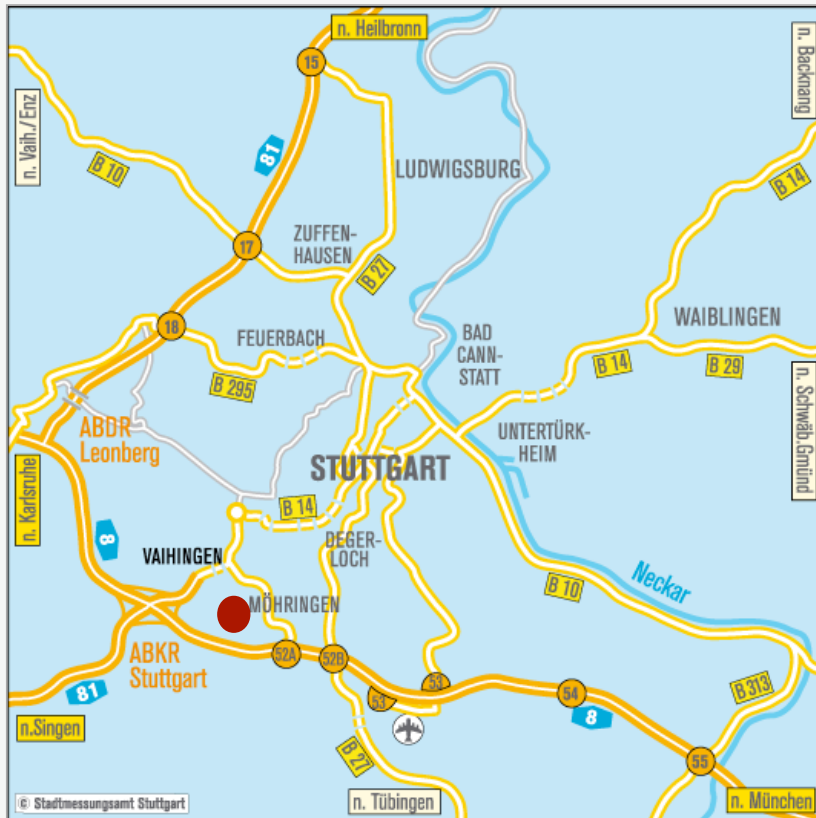 n. Heilbronn
15
n. Backnang
n. Vaih./Enz
81
LUDWIGSBURG
B 10
B 14
17
ZUFFEN-
HAUSEN
B 27
18
FEUERBACH
BAD
CANN-
STATT
WAIBLINGEN
B 295
B 14
B 29
ABDR
Leonberg
UNTERTÜRK-
HEIM
n. Schwäb.Gmünd
STUTTGART
n. Karlsruhe
B 14
8
VAIHINGEN
DEGER-
LOCH
B 10
Neckar
MÖHRINGEN
ABKR
Stuttgart
52A
52B
81
53
53
54
8
B 313
n.Singen
B 27
55
© Stadtmessungsamt Stuttgart
n. Tübingen
n. München